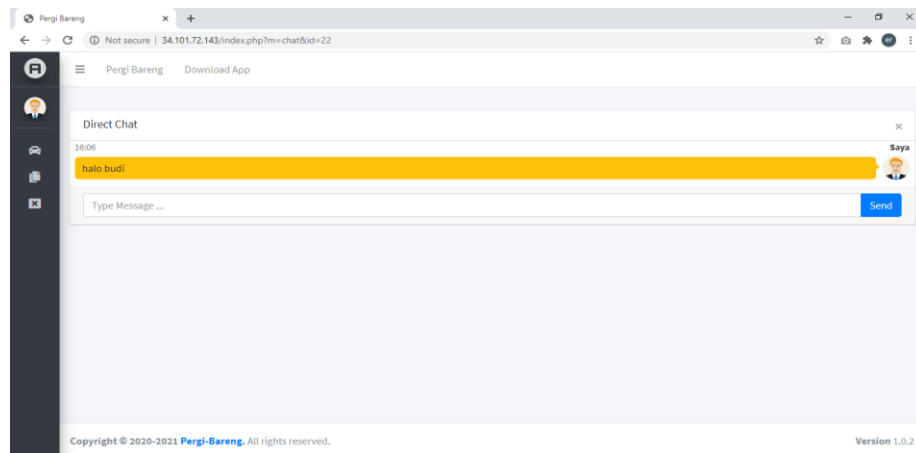 Pergi Bareng
Not secure | 34.101.72.143/index.php?m=chat&id=22
er
Pergi Bareng Download App
Direct Chat
16:06 Saya
halo budi
Type Message ... Send
Copyright © 2020-2021 Pergi-Bareng. All rights reserved. Version 1.0.2